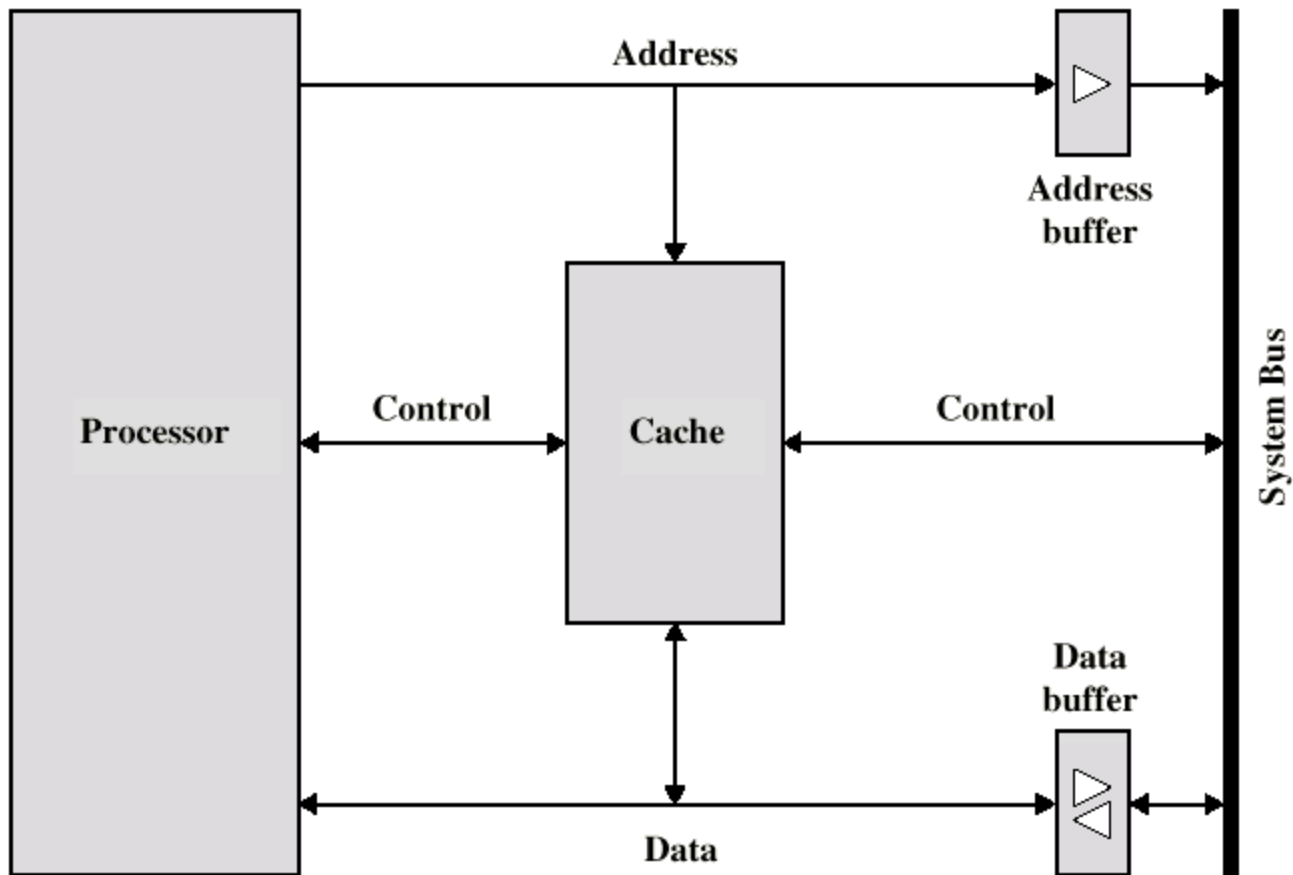 Address
Address
buffer
Control
Control
Processor
Cache
System Bus
Data
buffer
Data